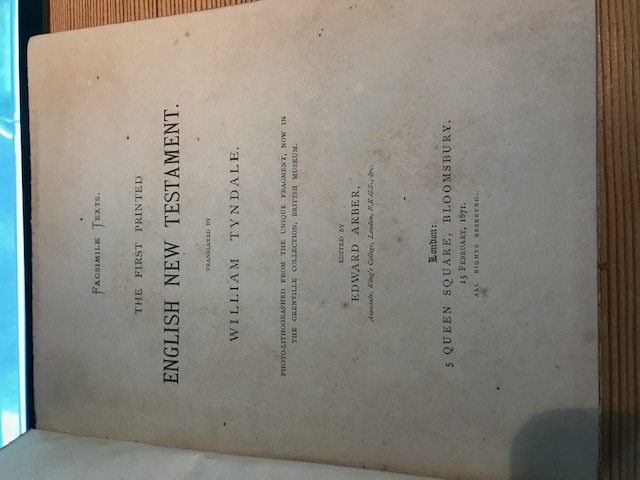 FACSIMILE TEXTS.
THE FIRST PRINTED
ENGLISH NEW TESTAMENT.
TRANSLATED BY
WILLIAM TYNDALE.
PHOTO-LITHOGRAPHED FROM THE UNIQUE FRAGMENT, NOW IN
THE GRENVILLE COLLECTION, BRITISH MUSEUM.
EDITED BY
EDWARD ARBER,
Associate, King's College, London, F.R.G.S., &c.
London:
5 QUEEN SQUARE, BLOOMSBURY.
15 FEBRUARY, 1871.
ALL RIGHTS RESERVED.